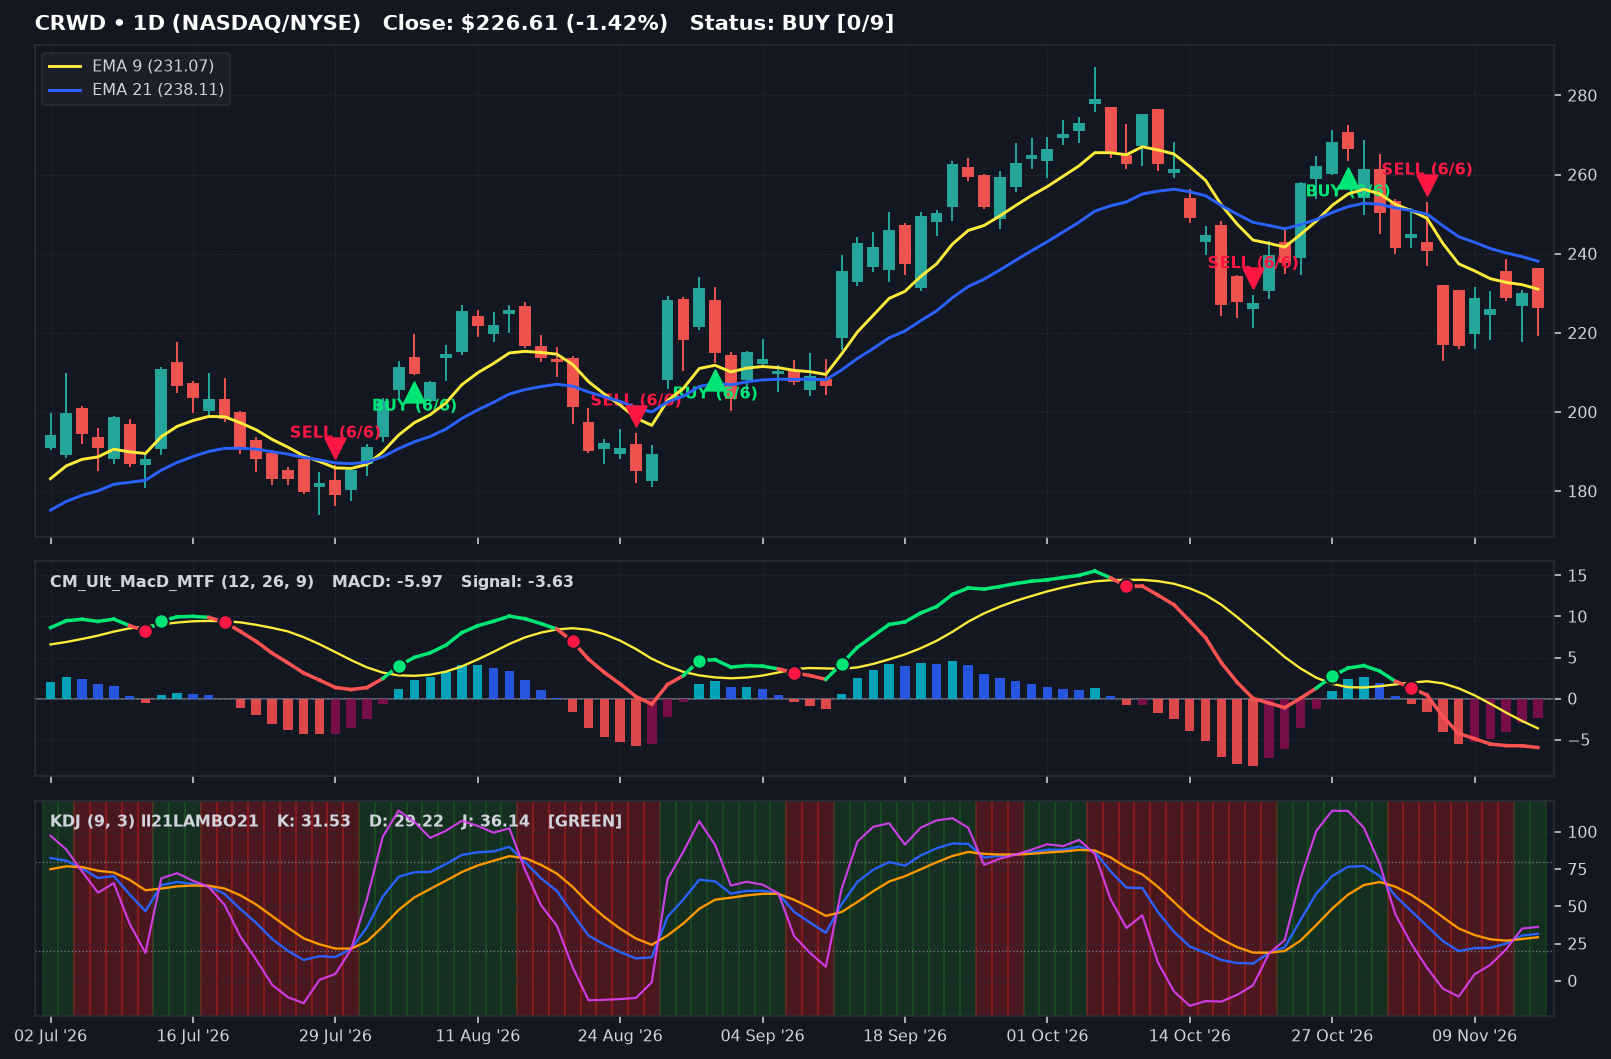 CRWD • 1D (NASDAQ/NYSE) Close: $226.61 (-1.42%) Status: BUY [0/9]
EMA 9 (231.07)
EMA 21 (238.11)
280
260
240
220
200
180
SELL (6/6)
BUY (6/6)
SELL (6/6)
BUY (6/6)
SELL (6/6)
BUY (6/6)
SELL (6/6)
CM_Ult_MacD_MTF (12, 26, 9) MACD: -5.97 Signal: -3.63
15
10
5
0
−5
KDJ (9, 3) II21LAMBO21 K: 31.53 D: 29.22 J: 36.14 [GREEN]
100
75
50
25
0
02 Jul '26
16 Jul '26
29 Jul '26
11 Aug '26
24 Aug '26
04 Sep '26
18 Sep '26
01 Oct '26
14 Oct '26
27 Oct '26
09 Nov '26